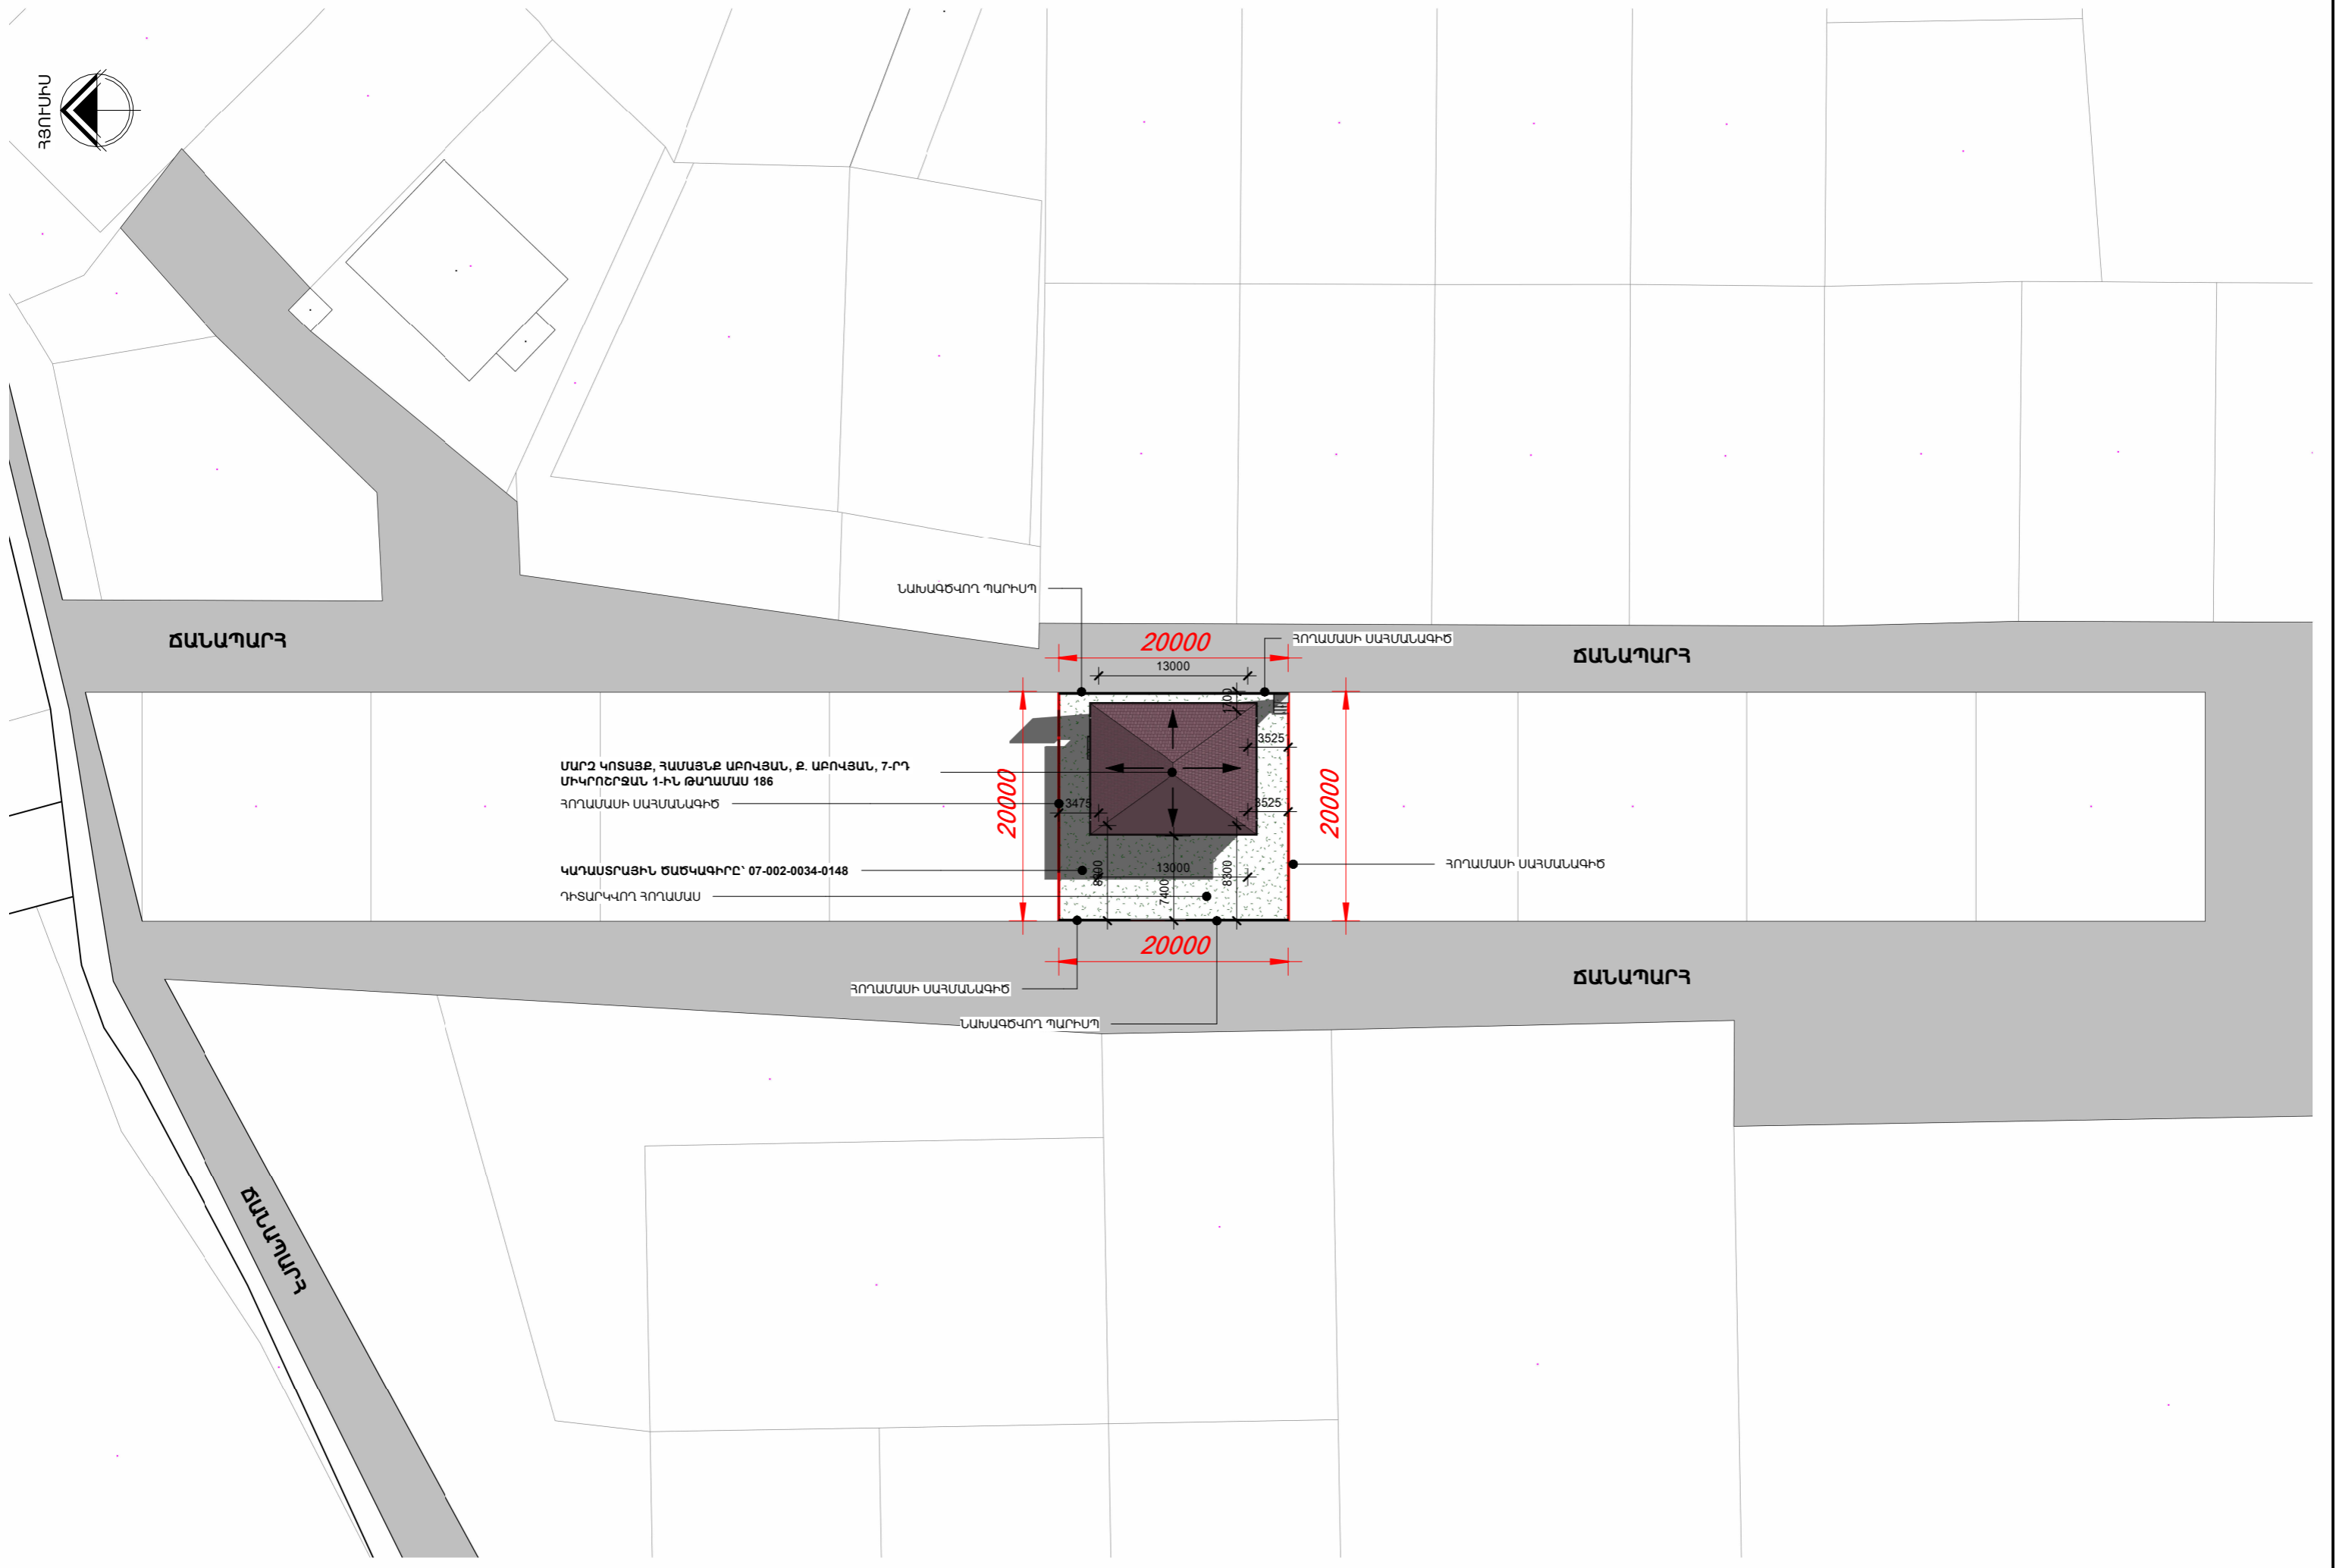 ՀՅՈՒՍԻՍ
ՆԱԽԱԳԾՎՈՂ ՊԱՐԻՍՊ
ՃԱՆԱՊԱՐՀ
20000
ՀՈՂԱՄԱՍԻ ՍԱՀՄԱՆԱԳԻԾ
ՃԱՆԱՊԱՐՀ
13000
1700
3525
ՄԱՐԶ ԿՈՏԱՅՔ, ՀԱՄԱՅՆՔ ԱԲՈՎՅԱՆ, Ք. ԱԲՈՎՅԱՆ, 7-ՐԴ
ՄԻԿՐՈՇՐՋԱՆ 1-ԻՆ ԹԱՂԱՄԱՍ 186
ՀՈՂԱՄԱՍԻ ՍԱՀՄԱՆԱԳԻԾ
20000
3475
3525
20000
ԿԱԴԱՍՏՐԱՅԻՆ ԾԱԾԿԱԳԻՐԸ՝ 07-002-0034-0148
8300
13000
8300
ՀՈՂԱՄԱՍԻ ՍԱՀՄԱՆԱԳԻԾ
ԴԻՏԱՐԿՎՈՂ ՀՈՂԱՄԱՍ
7400
20000
ՃԱՆԱՊԱՐՀ
ՀՈՂԱՄԱՍԻ ՍԱՀՄԱՆԱԳԻԾ
ՆԱԽԱԳԾՎՈՂ ՊԱՐԻՍՊ
ՃԱՆԱՊԱՐՀ